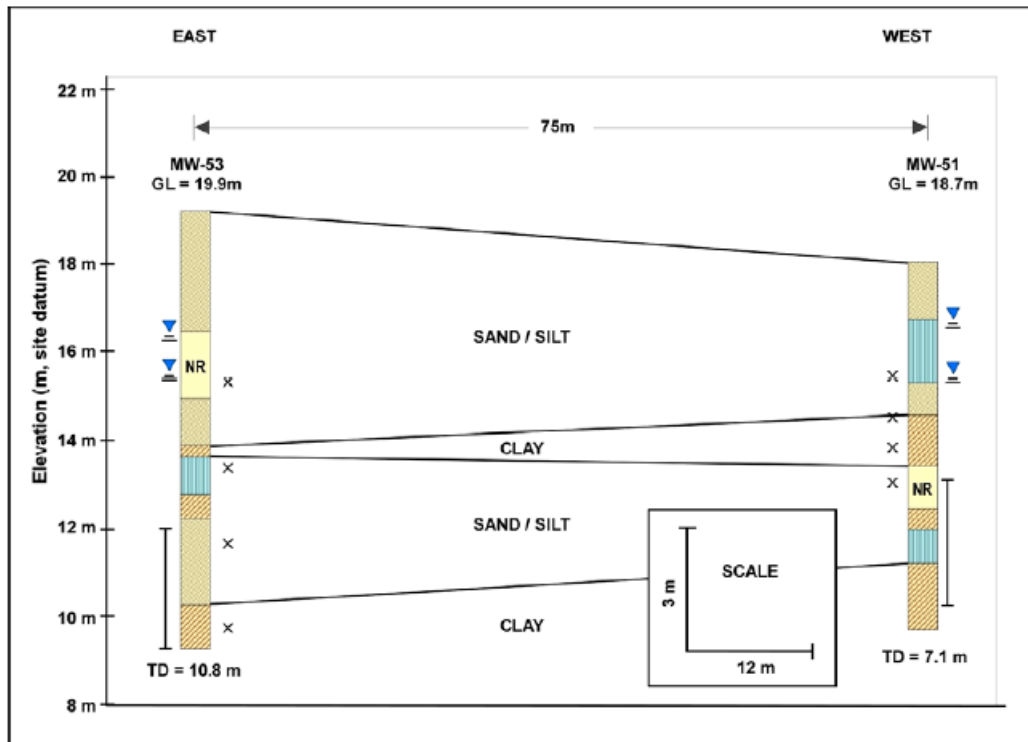 EAST
WEST
22 m
75m
MW-53
GL = 19.9m
MW-51
GL = 18.7m
20 m
18 m
Elevation (m, site datum)
16 m
NR
SAND / SILT
X
X
X
14 m
CLAY
X
X
NR
X
12 m
SAND / SILT
X
SCALE
3 m
12 m
10 m
CLAY
X
TD = 10.8 m
TD = 7.1 m
8 m